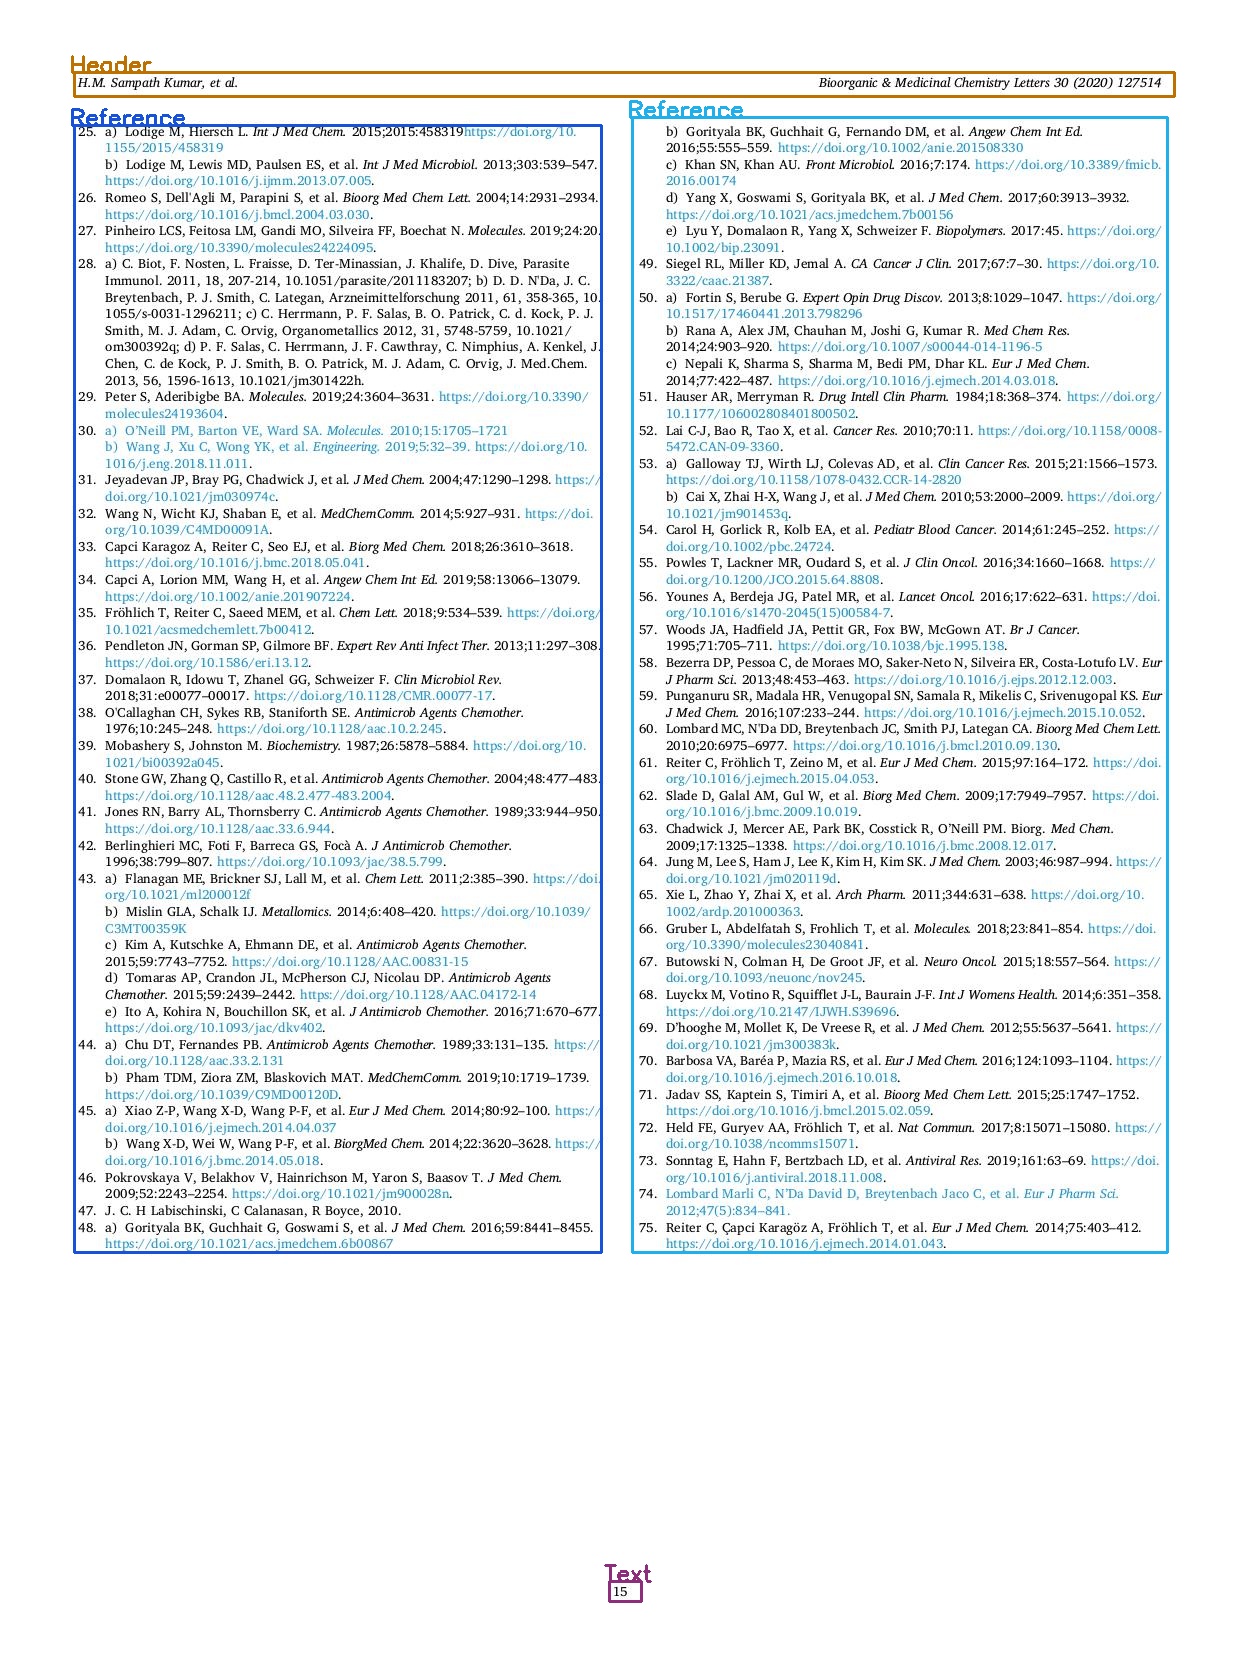 Header
H.M. Sampath Kumar, et al.
Bioorganic & Medicinal Chemistry Letters 30 (2020) 127514
Reference
25. a) Lodige M, Hiersch L. Int J Med Chem. 2015;2015:458319https://doi.org/10.
1155/2015/458319
b) Lodige M, Lewis MD, Paulsen ES, et al. Int J Med Microbiol. 2013;303:539–547.
https://doi.org/10.1016/j.ijmm.2013.07.005.
26. Romeo S, Dell'Agli M, Parapini S, et al. Bioorg Med Chem Lett. 2004;14:2931–2934.
https://doi.org/10.1016/j.bmcl.2004.03.030.
27. Pinheiro LCS, Feitosa LM, Gandi MO, Silveira FF, Boechat N. Molecules. 2019;24:20.
https://doi.org/10.3390/molecules24224095.
28. a) C. Biot, F. Nosten, L. Fraisse, D. Ter-Minassian, J. Khalife, D. Dive, Parasite
Immunol. 2011, 18, 207-214, 10.1051/parasite/2011183207; b) D. D. N'Da, J. C.
Breytenbach, P. J. Smith, C. Lategan, Arzneimittelforschung 2011, 61, 358-365, 10.
1055/s-0031-1296211; c) C. Herrmann, P. F. Salas, B. O. Patrick, C. d. Kock, P. J.
Smith, M. J. Adam, C. Orvig, Organometallics 2012, 31, 5748-5759, 10.1021/
om300392q; d) P. F. Salas, C. Herrmann, J. F. Cawthray, C. Nimphius, A. Kenkel, J.
Chen, C. de Kock, P. J. Smith, B. O. Patrick, M. J. Adam, C. Orvig, J. Med.Chem.
2013, 56, 1596-1613, 10.1021/jm301422h.
29. Peter S, Aderibigbe BA. Molecules. 2019;24:3604–3631. https://doi.org/10.3390/
molecules24193604.
30. a) O'Neill PM, Barton VE, Ward SA. Molecules. 2010;15:1705–1721
b) Wang J, Xu C, Wong YK, et al. Engineering. 2019;5:32–39. https://doi.org/10.
1016/j.eng.2018.11.011.
31. Jeyadevan JP, Bray PG, Chadwick J, et al. J Med Chem. 2004;47:1290–1298. https://
doi.org/10.1021/jm030974c.
32. Wang N, Wicht KJ, Shaban E, et al. MedChemComm. 2014;5:927–931. https://doi.
org/10.1039/C4MD00091A.
33. Capci Karagoz A, Reiter C, Seo EJ, et al. Biorg Med Chem. 2018;26:3610–3618.
https://doi.org/10.1016/j.bmc.2018.05.041.
34. Capci A, Lorion MM, Wang H, et al. Angew Chem Int Ed. 2019;58:13066–13079.
https://doi.org/10.1002/anie.201907224.
35. Fröhlich T, Reiter C, Saeed MEM, et al. Chem Lett. 2018;9:534–539. https://doi.org/
10.1021/acsmedchemlett.7b00412.
36. Pendleton JN, Gorman SP, Gilmore BF. Expert Rev Anti Infect Ther. 2013;11:297–308.
https://doi.org/10.1586/eri.13.12.
37. Domalaon R, Idowu T, Zhanel GG, Schweizer F. Clin Microbiol Rev.
2018;31:e00077–00017. https://doi.org/10.1128/CMR.00077-17.
38. O'Callaghan CH, Sykes RB, Staniforth SE. Antimicrob Agents Chemother.
1976;10:245–248. https://doi.org/10.1128/aac.10.2.245.
39. Mobashery S, Johnston M. Biochemistry. 1987;26:5878–5884. https://doi.org/10.
1021/bi00392a045.
40. Stone GW, Zhang Q, Castillo R, et al. Antimicrob Agents Chemother. 2004;48:477–483.
https://doi.org/10.1128/aac.48.2.477-483.2004.
41. Jones RN, Barry AL, Thornsberry C. Antimicrob Agents Chemother. 1989;33:944–950.
https://doi.org/10.1128/aac.33.6.944.
42. Berlinghieri MC, Foti F, Barreca GS, Focà A. J Antimicrob Chemother.
1996;38:799–807. https://doi.org/10.1093/jac/38.5.799.
43. a) Flanagan ME, Brickner SJ, Lall M, et al. Chem Lett. 2011;2:385–390. https://doi.
org/10.1021/ml200012f
b) Mislin GLA, Schalk IJ. Metallomics. 2014;6:408–420. https://doi.org/10.1039/
C3MT00359K
c) Kim A, Kutschke A, Ehmann DE, et al. Antimicrob Agents Chemother.
2015;59:7743–7752. https://doi.org/10.1128/AAC.00831-15
d) Tomaras AP, Crandon JL, McPherson CJ, Nicolau DP. Antimicrob Agents
Chemother. 2015;59:2439–2442. https://doi.org/10.1128/AAC.04172-14
e) Ito A, Kohira N, Bouchillon SK, et al. J Antimicrob Chemother. 2016;71:670–677.
https://doi.org/10.1093/jac/dkv402.
44. a) Chu DT, Fernandes PB. Antimicrob Agents Chemother. 1989;33:131–135. https://
doi.org/10.1128/aac.33.2.131
b) Pham TDM, Ziora ZM, Blaskovich MAT. MedChemComm. 2019;10:1719–1739.
https://doi.org/10.1039/C9MD00120D.
45. a) Xiao Z-P, Wang X-D, Wang P-F, et al. Eur J Med Chem. 2014;80:92–100. https://
doi.org/10.1016/j.ejmech.2014.04.037
b) Wang X-D, Wei W, Wang P-F, et al. BiorgMed Chem. 2014;22:3620–3628. https://
doi.org/10.1016/j.bmc.2014.05.018.
46. Pokrovskaya V, Belakhov V, Hainrichson M, Yaron S, Baasov T. J Med Chem.
2009;52:2243–2254. https://doi.org/10.1021/jm900028n.
47. J. C. H Labischinski, C Calanasan, R Boyce, 2010.
48. a) Gorityala BK, Guchhait G, Goswami S, et al. J Med Chem. 2016;59:8441–8455.
https://doi.org/10.1021/acs.jmedchem.6b00867
Reference
b) Gorityala BK, Guchhait G, Fernando DM, et al. Angew Chem Int Ed.
2016;55:555–559. https://doi.org/10.1002/anie.201508330
c) Khan SN, Khan AU. Front Microbiol. 2016;7:174. https://doi.org/10.3389/fmicb.
2016.00174
d) Yang X, Goswami S, Gorityala BK, et al. J Med Chem. 2017;60:3913–3932.
https://doi.org/10.1021/acs.jmedchem.7b00156
e) Lyu Y, Domalaon R, Yang X, Schweizer F. Biopolymers. 2017:45. https://doi.org/
10.1002/bip.23091.
49. Siegel RL, Miller KD, Jemal A. CA Cancer J Clin. 2017;67:7–30. https://doi.org/10.
3322/caac.21387.
50. a) Fortin S, Berube G. Expert Opin Drug Discov. 2013;8:1029–1047. https://doi.org/
10.1517/17460441.2013.798296
b) Rana A, Alex JM, Chauhan M, Joshi G, Kumar R. Med Chem Res.
2014;24:903–920. https://doi.org/10.1007/s00044-014-1196-5
c) Nepali K, Sharma S, Sharma M, Bedi PM, Dhar KL. Eur J Med Chem.
2014;77:422–487. https://doi.org/10.1016/j.ejmech.2014.03.018.
51. Hauser AR, Merryman R. Drug Intell Clin Pharm. 1984;18:368–374. https://doi.org/
10.1177/106002808401800502.
52. Lai C-J, Bao R, Tao X, et al. Cancer Res. 2010;70:11. https://doi.org/10.1158/0008-
5472.CAN-09-3360.
53. a) Galloway TJ, Wirth LJ, Colevas AD, et al. Clin Cancer Res. 2015;21:1566–1573.
https://doi.org/10.1158/1078-0432.CCR-14-2820
b) Cai X, Zhai H-X, Wang J, et al. J Med Chem. 2010;53:2000–2009. https://doi.org/
10.1021/jm901453q.
54. Carol H, Gorlick R, Kolb EA, et al. Pediatr Blood Cancer. 2014;61:245–252. https://
doi.org/10.1002/pbc.24724.
55. Powles T, Lackner MR, Oudard S, et al. J Clin Oncol. 2016;34:1660–1668. https://
doi.org/10.1200/JCO.2015.64.8808.
56. Younes A, Berdeja JG, Patel MR, et al. Lancet Oncol. 2016;17:622–631. https://doi.
org/10.1016/s1470-2045(15)00584-7.
57. Woods JA, Hadfield JA, Pettit GR, Fox BW, McGown AT. Br J Cancer.
1995;71:705–711. https://doi.org/10.1038/bjc.1995.138.
58. Bezerra DP, Pessoa C, de Moraes MO, Saker-Neto N, Silveira ER, Costa-Lotufo LV. Eur
J Pharm Sci. 2013;48:453–463. https://doi.org/10.1016/j.ejps.2012.12.003.
59. Punganuru SR, Madala HR, Venugopal SN, Samala R, Mikelis C, Srivenugopal KS. Eur
J Med Chem. 2016;107:233–244. https://doi.org/10.1016/j.ejmech.2015.10.052.
60. Lombard MC, N'Da DD, Breytenbach JC, Smith PJ, Lategan CA. Bioorg Med Chem Lett.
2010;20:6975–6977. https://doi.org/10.1016/j.bmcl.2010.09.130.
61. Reiter C, Fröhlich T, Zeino M, et al. Eur J Med Chem. 2015;97:164–172. https://doi.
org/10.1016/j.ejmech.2015.04.053.
62. Slade D, Galal AM, Gul W, et al. Biorg Med Chem. 2009;17:7949–7957. https://doi.
org/10.1016/j.bmc.2009.10.019.
63. Chadwick J, Mercer AE, Park BK, Cosstick R, O'Neill PM. Biorg. Med Chem.
2009;17:1325–1338. https://doi.org/10.1016/j.bmc.2008.12.017.
64. Jung M, Lee S, Ham J, Lee K, Kim H, Kim SK. J Med Chem. 2003;46:987–994. https://
doi.org/10.1021/jm020119d.
65. Xie L, Zhao Y, Zhai X, et al. Arch Pharm. 2011;344:631–638. https://doi.org/10.
1002/ardp.201000363.
66. Gruber L, Abdelfatah S, Frohlich T, et al. Molecules. 2018;23:841–854. https://doi.
org/10.3390/molecules23040841.
67. Butowski N, Colman H, De Groot JF, et al. Neuro Oncol. 2015;18:557–564. https://
doi.org/10.1093/neuonc/nov245.
68. Luyckx M, Votino R, Squifflet J-L, Baurain J-F. Int J Womens Health. 2014;6:351–358.
https://doi.org/10.2147/IJWH.S39696.
69. D'hooghe M, Mollet K, De Vreese R, et al. J Med Chem. 2012;55:5637–5641. https://
doi.org/10.1021/jm300383k.
70. Barbosa VA, Baréa P, Mazia RS, et al. Eur J Med Chem. 2016;124:1093–1104. https://
doi.org/10.1016/j.ejmech.2016.10.018.
71. Jadav SS, Kaptein S, Timiri A, et al. Bioorg Med Chem Lett. 2015;25:1747–1752.
https://doi.org/10.1016/j.bmcl.2015.02.059.
72. Held FE, Guryev AA, Fröhlich T, et al. Nat Commun. 2017;8:15071–15080. https://
doi.org/10.1038/ncomms15071.
73. Sonntag E, Hahn F, Bertzbach LD, et al. Antiviral Res. 2019;161:63–69. https://doi.
org/10.1016/j.antiviral.2018.11.008.
74. Lombard Marli C, N'Da David D, Breytenbach Jaco C, et al. Eur J Pharm Sci.
2012;47(5):834–841.
75. Reiter C, Çapci Karagöz A, Fröhlich T, et al. Eur J Med Chem. 2014;75:403–412.
https://doi.org/10.1016/j.ejmech.2014.01.043.
Text
15